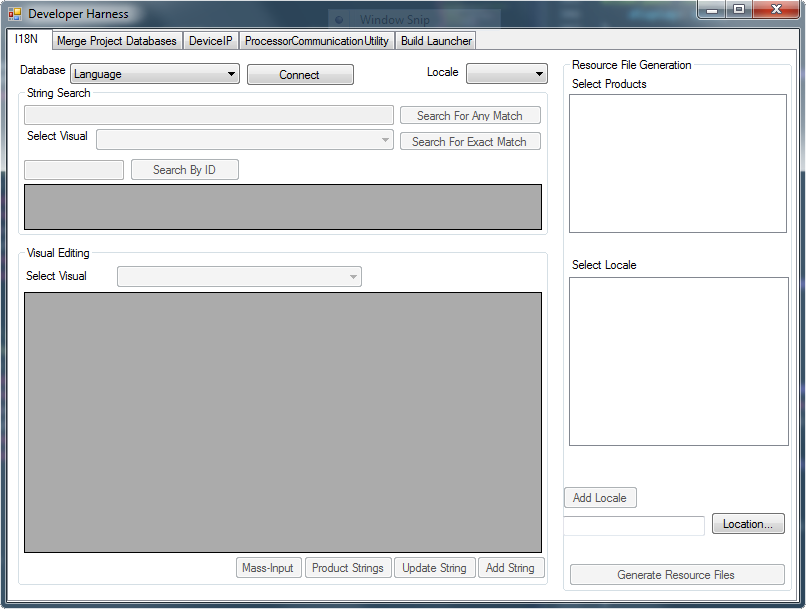 Developer Harness
Window Snip
I18N
Merge Project Databases
DeviceIP
ProcessorCommunicationUtility
Build Launcher
Database
Language
Connect
Locale
String Search
Search For Any Match
Select Visual
Search For Exact Match
Search By ID
Visual Editing
Select Visual
Mass-Input
Product Strings
Update String
Add String
Resource File Generation
Select Products
Select Locale
Add Locale
Location...
Generate Resource Files